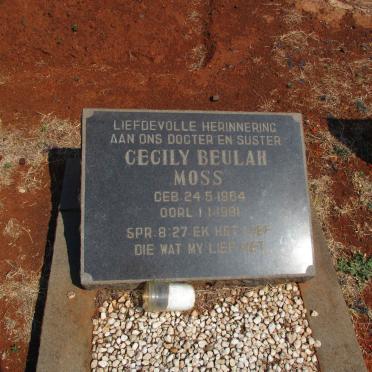 LIEFDEVOLLE HERINNERING
AAN ONS DOGTER EN SUSTER
CECILY BEULAH
MOSS
GEB. 24.5.1964
OORL. 1.1.1981
SPR. 8:27 EK HET LIEF
DIE WAT MY LIEF HET.